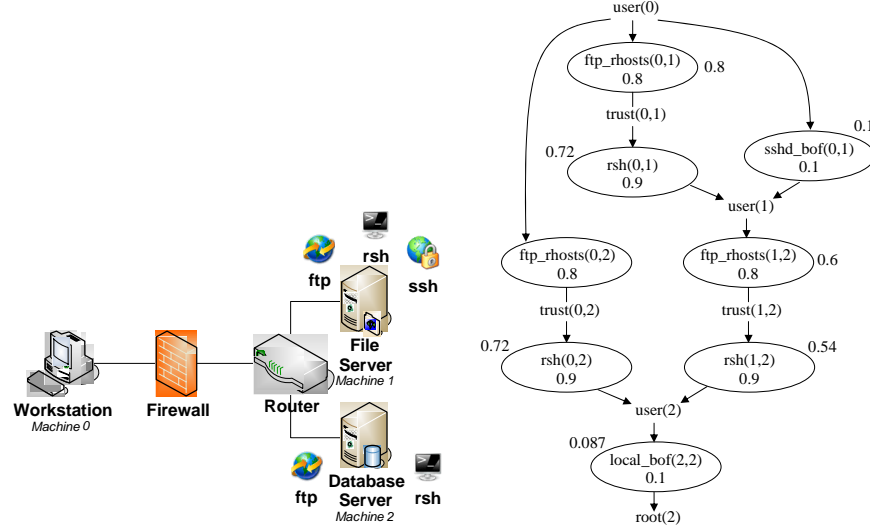 rsh
ftp
ssh
File
Server
Machine 1
Workstation
Machine 0
Firewall
Router
ftp
Database
Server
Machine 2
rsh
user(0)
ftp_rhosts(0,1)
0.8
0.8
trust(0,1)
0.72
rsh(0,1)
0.9
0.1
sshd_bof(0,1)
0.1
user(1)
ftp_rhosts(0,2)
0.8
ftp_rhosts(1,2)
0.8
0.6
trust(0,2)
trust(1,2)
0.72
rsh(0,2)
0.9
0.54
rsh(1,2)
0.9
user(2)
0.087
local_bof(2,2)
0.1
root(2)